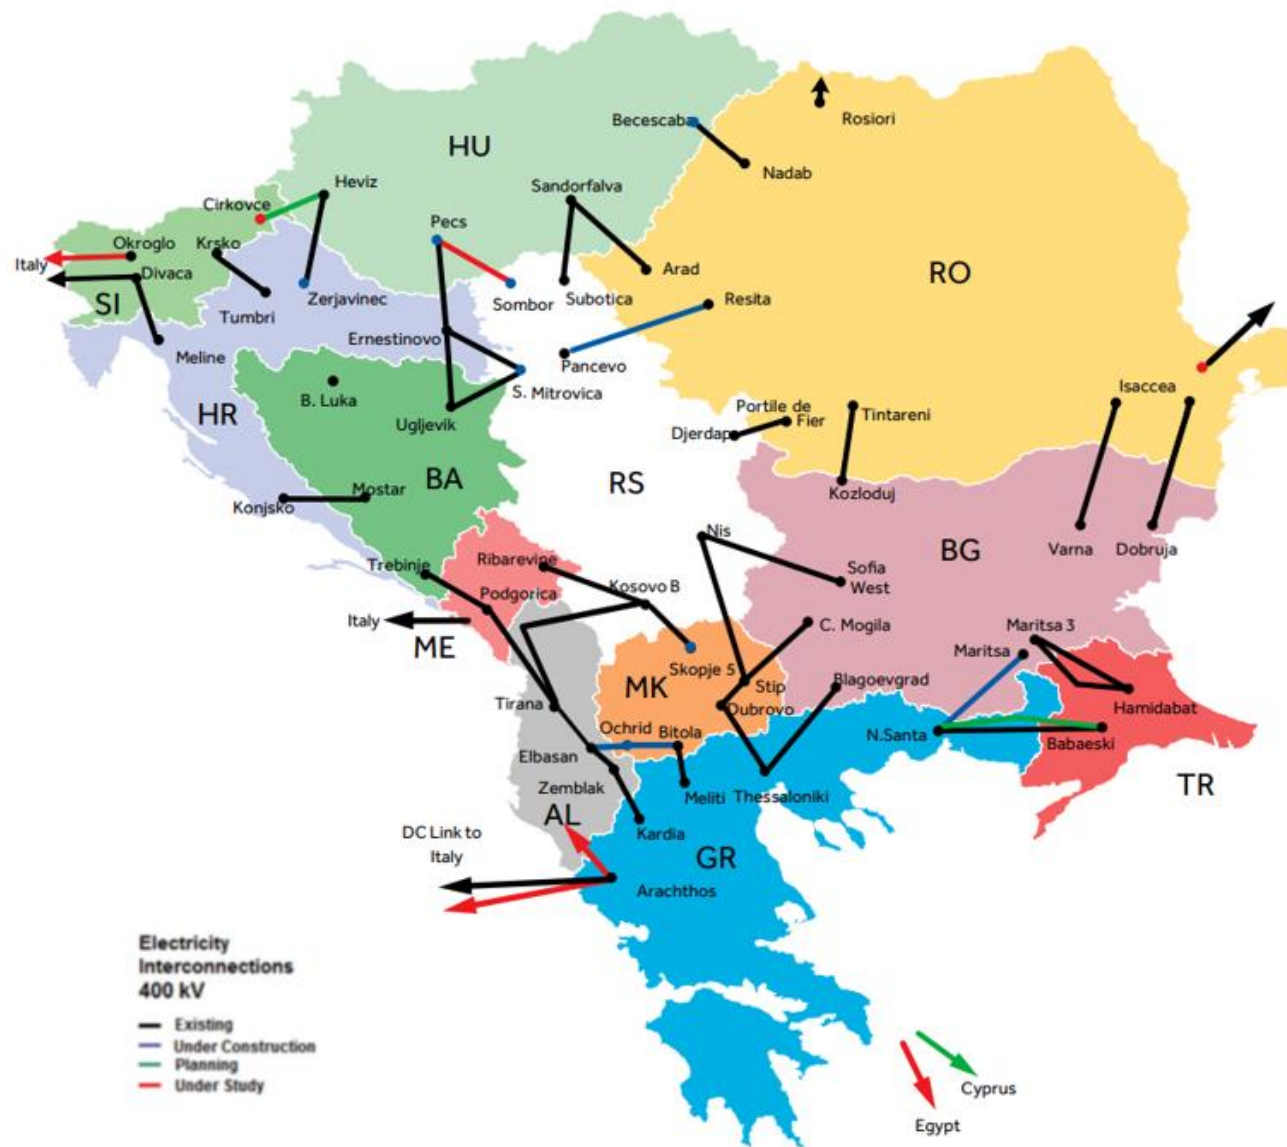 HU
Becescaba
Rosiori
Nadab
Heviz
Sandorfalva
Cirkovce
Pecs
Okroglo
Krsko
Italy
Divaca
Arad
RO
SI
Zerjavinec
Sombor
Subotica
Resita
Tumbri
Ernestinovo
Meline
Pancevo
B. Luka
S. Mitrovica
Isaccea
HR
Ugljevik
Portile de
Fier
Tintareni
Djerdap
BA
RS
Mostar
Kozloduj
Konjsko
Nis
BG
Varna
Dobruja
Trebinje
Ribarevine
Sofia
West
Podgorica
Kosovo B
Italy
C. Mogila
Maritsa 3
ME
Maritsa
Skopje 5
MK
Stip
Blagoevgrad
Tirana
Dubrovo
Hamidabat
Ochrid
Bitola
N.Santa
Babaeski
Elbasan
Zemblak
Meliti
Thessaloniki
TR
AL
Kardia
DC Link to
Italy
GR
Arachthos
Electricity
Interconnections
400 kV
Existing
Under Construction
Planning
Under Study
Cyprus
Egypt